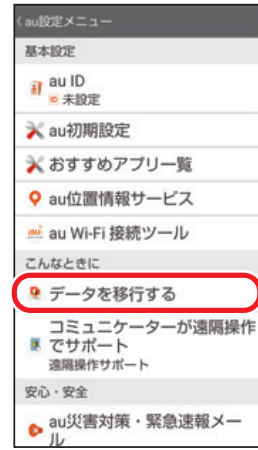 〈au設定メニュー
基本設定
au ID
未設定
au初期設定
おすすめアプリ一覧
au位置情報サービス
au Wi-Fi 接続ツール
こんなときに
データを移行する
コミュニケーターが遠隔操作
でサポート
遠隔操作サポート
安心・安全
au災害対策・緊急速報メー
ル